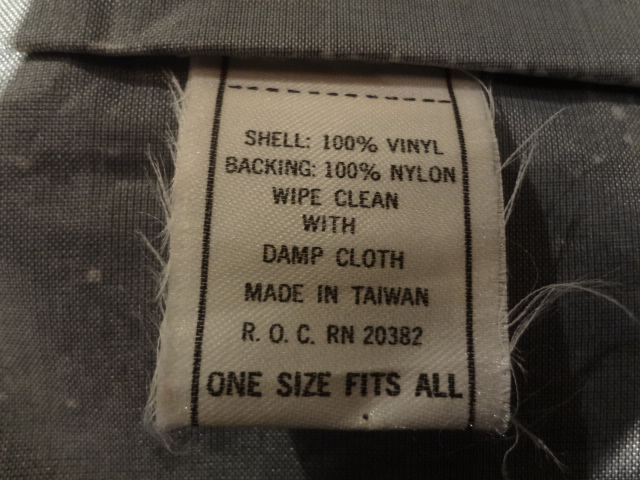 SHELL: 100% VINYL
BACKING: 100% NYLON
WIPE CLEAN
WITH
DAMP CLOTH
MADE IN TAIWAN
R. O. C. RN 20382
ONE SIZE FITS ALL